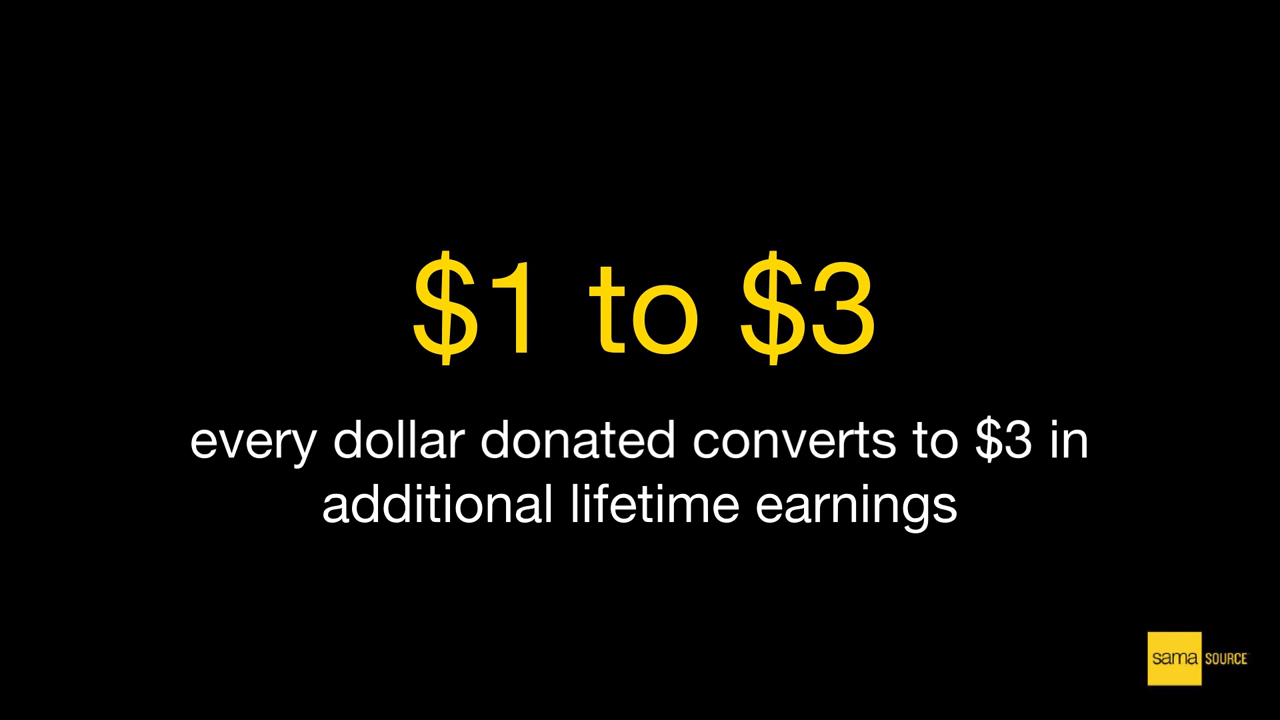 $1 to $3
every dollar donated converts to $3 in
additional lifetime earnings
sama SOURCE